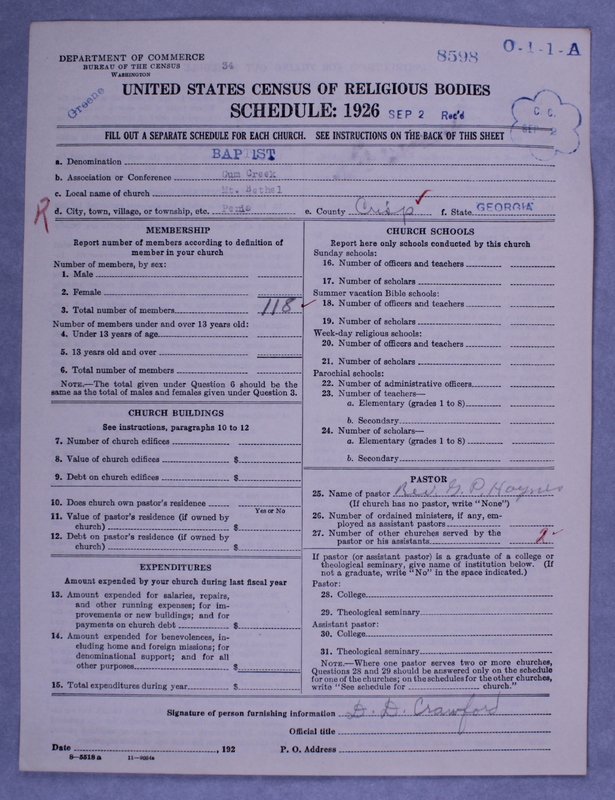 8598
O-1-1-A
DEPARTMENT OF COMMERCE
BUREAU OF THE CENSUS
WASHINGTON
34
Greene
UNITED STATES CENSUS OF RELIGIOUS BODIES
SCHEDULE: 1926 SEP 2 Rec'd
C. C.
FILL OUT A SEPARATE SCHEDULE FOR EACH CHURCH. SEE INSTRUCTIONS ON THE BACK OF THIS SHEET
a. Denomination BAPTIST
b. Association or Conference Gum Creek
c. Local name of church Mt. Bethel
R d. City, town, village, or township, etc. e. County Crisp f. State GEORGIA
MEMBERSHIP
Report number of members according to definition of
member in your church
Number of members, by sex:
1. Male
2. Female
3. Total number of members 118
Number of members under and over 13 years old:
4. Under 13 years of age
5. 13 years old and over
6. Total number of members
NOTE.—The total given under Question 6 should be the
same as the total of males and females given under Question 3.
CHURCH BUILDINGS
See instructions, paragraphs 10 to 12
7. Number of church edifices
8. Value of church edifices $
9. Debt on church edifices $
10. Does church own pastor's residence
Yes or No
11. Value of pastor's residence (if owned by
church) $
12. Debt on pastor's residence (if owned by
church) $
EXPENDITURES
Amount expended by your church during last fiscal year
13. Amount expended for salaries, repairs,
and other running expenses; for im-
provements or new buildings; and for
payments on church debt $
14. Amount expended for benevolences, in-
cluding home and foreign missions; for
denominational support; and for all
other purposes $
15. Total expenditures during year $
CHURCH SCHOOLS
Report here only schools conducted by this church
Sunday schools:
16. Number of officers and teachers
17. Number of scholars
Summer vacation Bible schools:
18. Number of officers and teachers
19. Number of scholars
Week-day religious schools:
20. Number of officers and teachers
21. Number of scholars
Parochial schools:
22. Number of administrative officers
23. Number of teachers—
a. Elementary (grades 1 to 8)
b. Secondary
24. Number of scholars—
a. Elementary (grades 1 to 8)
b. Secondary
PASTOR
25. Name of pastor Rev. G. P. Haynes
(If church has no pastor, write "None")
26. Number of ordained ministers, if any, em-
ployed as assistant pastors
27. Number of other churches served by the
pastor or his assistants 2
If pastor (or assistant pastor) is a graduate of a college or
theological seminary, give name of institution below. (If
not a graduate, write "No" in the space indicated.)
Pastor:
28. College
29. Theological seminary
Assistant pastor:
30. College
31. Theological seminary
NOTE.—Where one pastor serves two or more churches,
Questions 28 and 29 should be answered only on the schedule
for one of the churches; on the schedules for the other churches,
write "See schedule for church."
Signature of person furnishing information D. D. Crawford
Official title
Date , 192 P. O. Address
8-5518 a